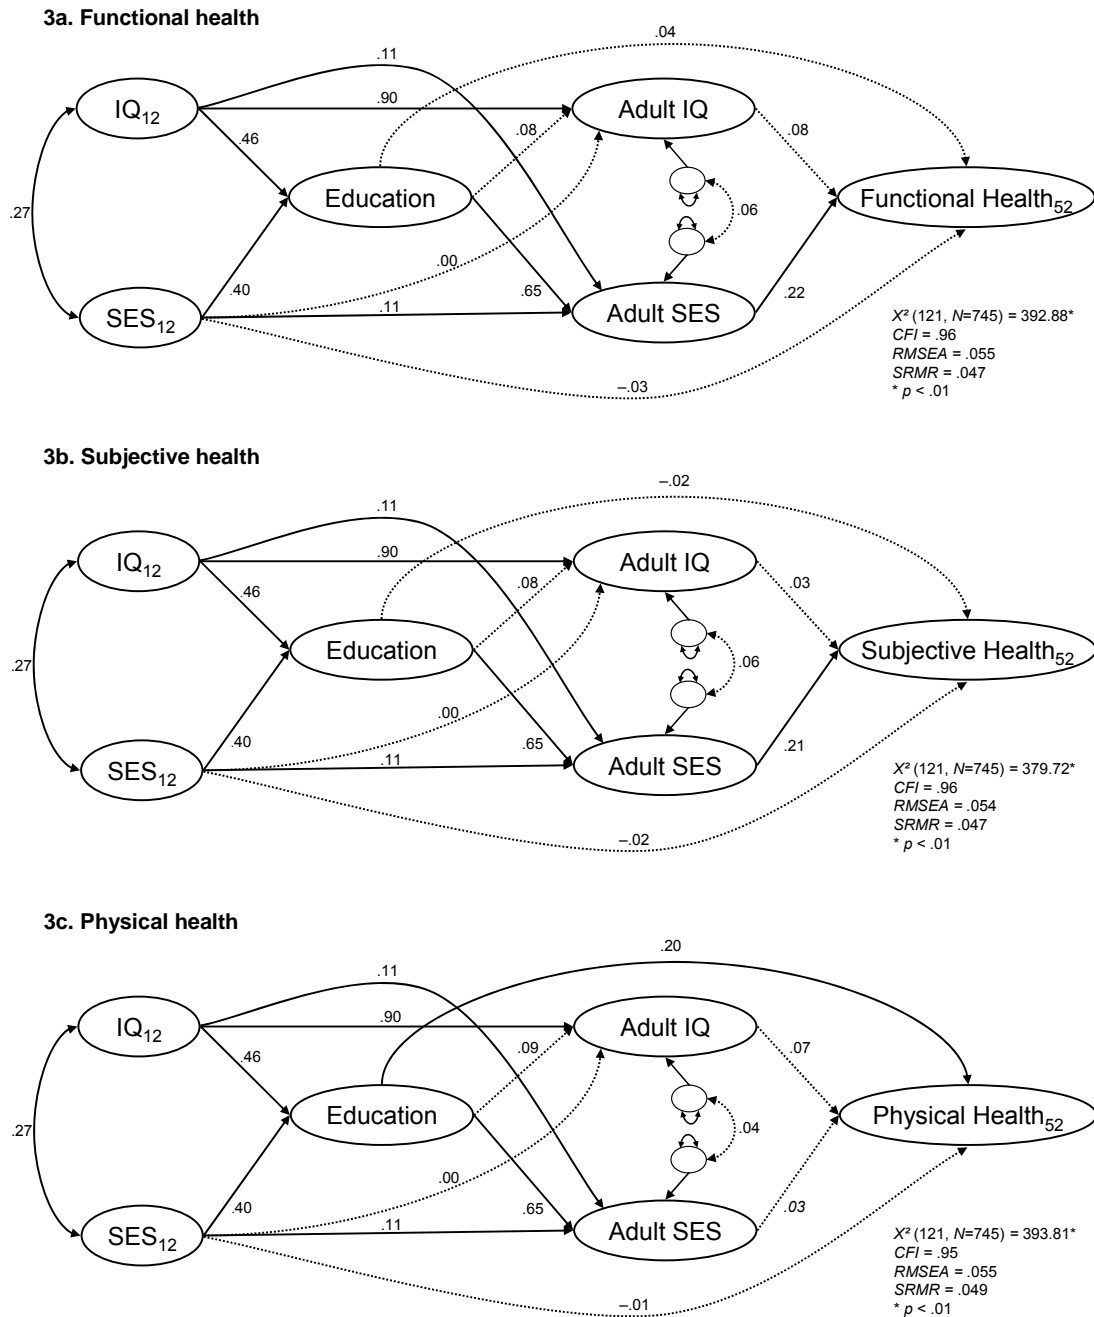 3a. Functional health
.04
.11
IQ12
.90
Adult IQ
.46
.08
.08
Education
Functional Health52
.27
.06
.00
.40
.65
.22
SES12
.11
Adult SES
X² (121, N=745) = 392.88*
CFI = .96
RMSEA = .055
SRMR = .047
* p < .01
–.03
3b. Subjective health
–.02
.11
IQ12
.90
Adult IQ
.46
.08
.03
Education
Subjective Health52
.27
.06
.00
.40
.65
.21
SES12
.11
Adult SES
X² (121, N=745) = 379.72*
CFI = .96
RMSEA = .054
SRMR = .047
* p < .01
–.02
3c. Physical health
.20
.11
IQ12
.90
Adult IQ
.46
.09
.07
Education
Physical Health52
.27
.04
.00
.40
.65
.03
SES12
.11
Adult SES
X² (121, N=745) = 393.81*
CFI = .95
RMSEA = .055
SRMR = .049
* p < .01
–.01